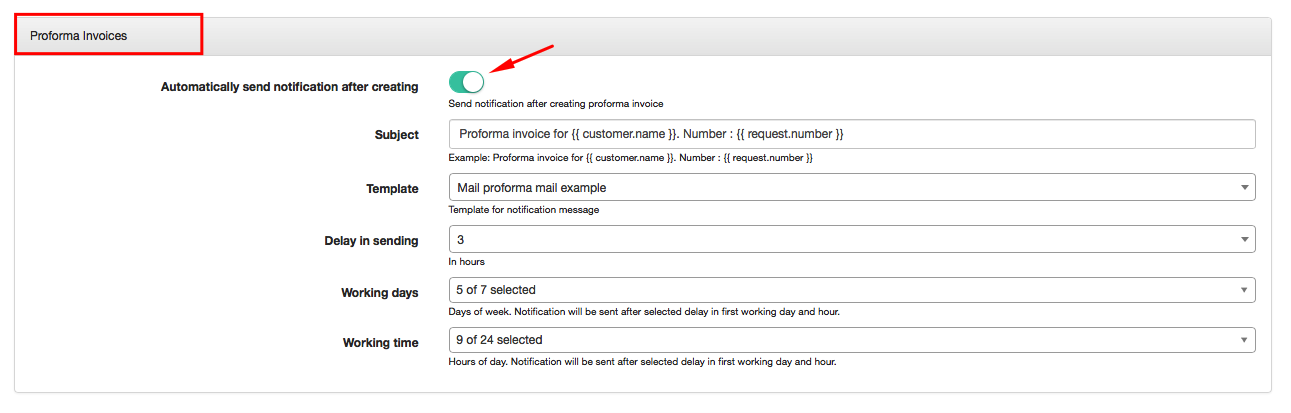 Proforma Invoices
Automatically send notification after creating
Send notification after creating proforma invoice
Subject
Proforma invoice for {{ customer.name }}. Number : {{ request.number }}
Example: Proforma invoice for {{ customer.name }}. Number : {{ request.number }}
Template
Mail proforma mail example
Template for notification message
Delay in sending
3
In hours
Working days
5 of 7 selected
Days of week. Notification will be sent after selected delay in first working day and hour.
Working time
9 of 24 selected
Hours of day. Notification will be sent after selected delay in first working day and hour.